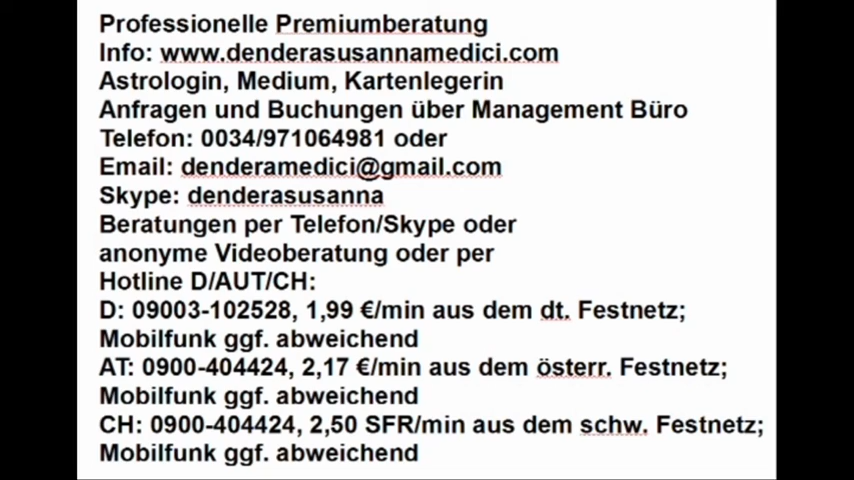 Professionelle Premiumberatung
Info: www.denderasusannamedici.com
Astrologin, Medium, Kartenlegerin
Anfragen und Buchungen über Management Büro
Telefon: 0034/971064981 oder
Email: denderamedici@gmail.com
Skype: denderasusanna
Beratungen per Telefon/Skype oder
anonyme Videoberatung oder per
Hotline D/AUT/CH:
D: 09003-102528, 1,99 €/min aus dem dt. Festnetz;
Mobilfunk ggf. abweichend
AT: 0900-404424, 2,17 €/min aus dem österr. Festnetz;
Mobilfunk ggf. abweichend
CH: 0900-404424, 2,50 SFR/min aus dem schw. Festnetz;
Mobilfunk ggf. abweichend